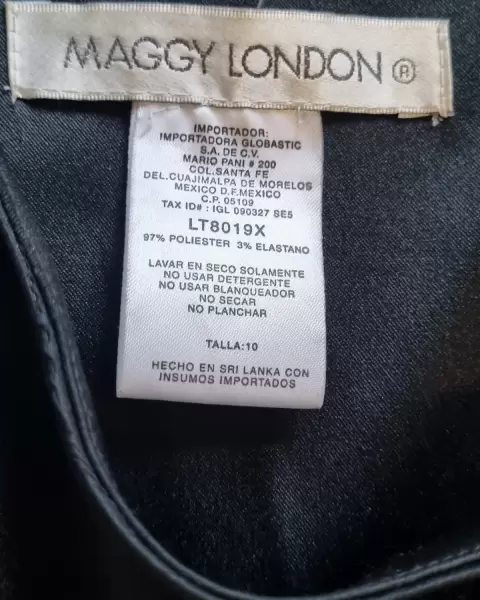 MAGGY LONDON ®
IMPORTADOR:
IMPORTADORA GLOBASTIC
S.A. DE C.V.
MARIO PANI # 200
COL.SANTA FE
DEL.CUAJIMALPA DE MORELOS
MEXICO D.F.MEXICO
C.P. 05109
TAX ID# : IGL 090327 SE5
LT8019X
97% POLIESTER 3% ELASTANO
LAVAR EN SECO SOLAMENTE
NO USAR DETERGENTE
NO USAR BLANQUEADOR
NO SECAR
NO PLANCHAR
TALLA:10
HECHO EN SRI LANKA CON
INSUMOS IMPORTADOS